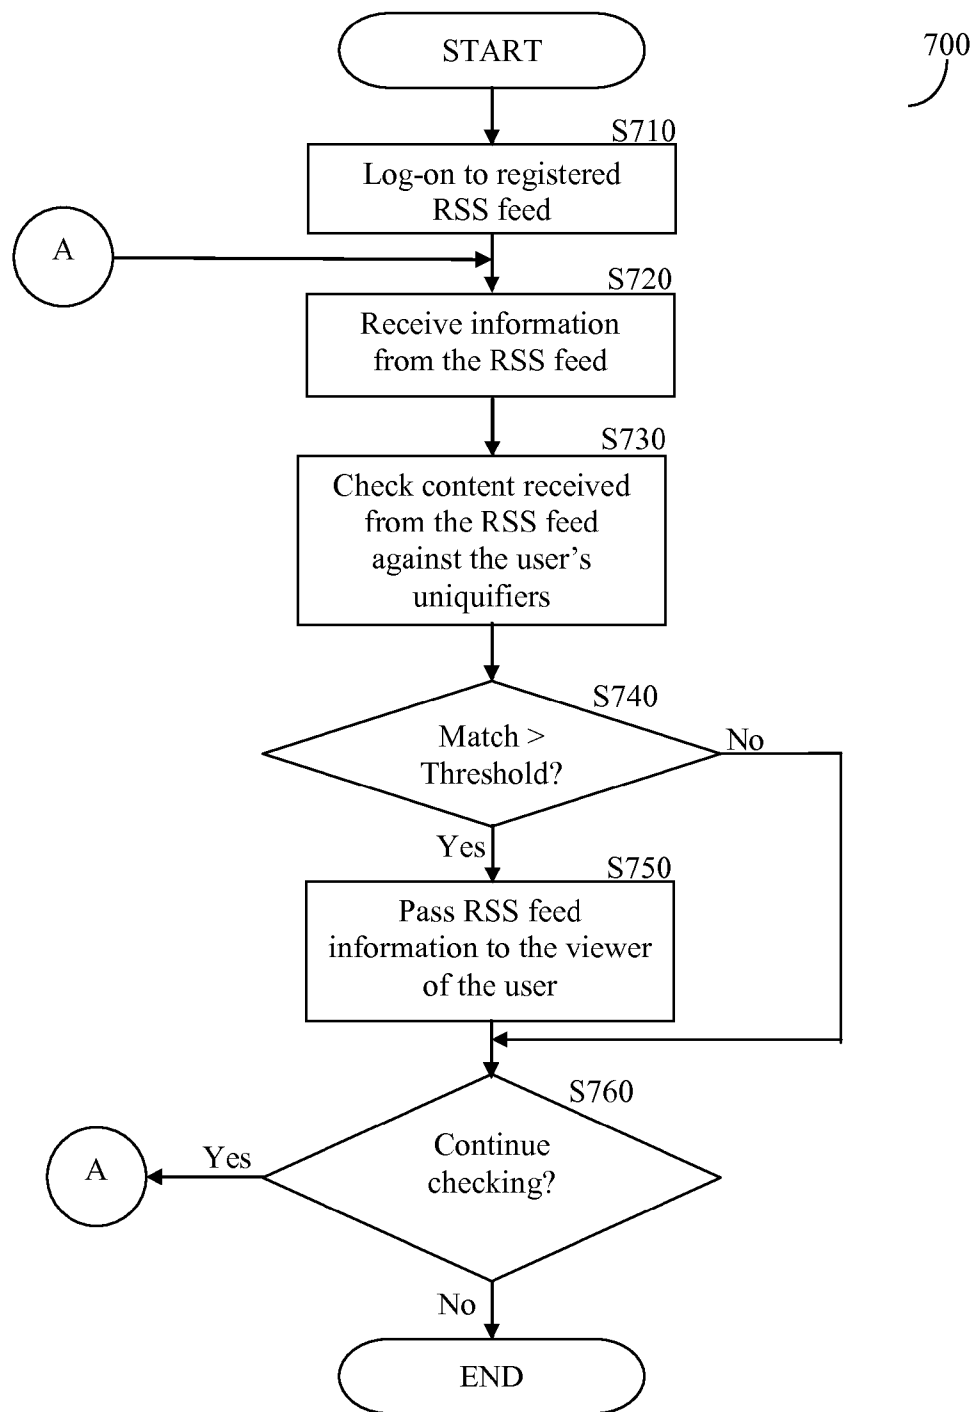 START
700
S710
Log-on to registered
RSS feed
A
S720
Receive information
from the RSS feed
S730
Check content received
from the RSS feed
against the user’s
uniquifiers
S740
Match >
Threshold?
No
Yes
S750
Pass RSS feed
information to the viewer
of the user
S760
Continue
checking?
Yes
A
No
END